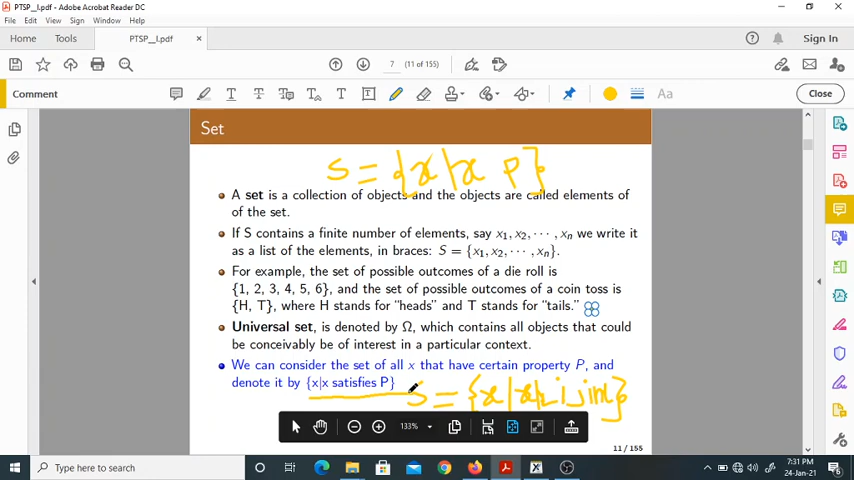 PTSP__I.pdf - Adobe Acrobat Reader DC
File Edit View Sign Window Help
Home Tools PTSP__I.pdf × Sign In
7 (11 of 155)
Comment Aa Close
Set
S = {x | x P}
A set is a collection of objects and the objects are called elements of
of the set.
If S contains a finite number of elements, say x₁, x₂, ⋯ , xₙ we write it
as a list of the elements, in braces: S = {x₁, x₂, ⋯ , xₙ}.
For example, the set of possible outcomes of a die roll is
{1, 2, 3, 4, 5, 6}, and the set of possible outcomes of a coin toss is
{H, T}, where H stands for “heads” and T stands for “tails.”
Universal set, is denoted by Ω, which contains all objects that could
be conceivably be of interest in a particular context.
We can consider the set of all x that have certain property P, and
denote it by {x|x satisfies P}
S = {x | x
133%
11 / 155
Type here to search
7:31 PM
24-Jan-21